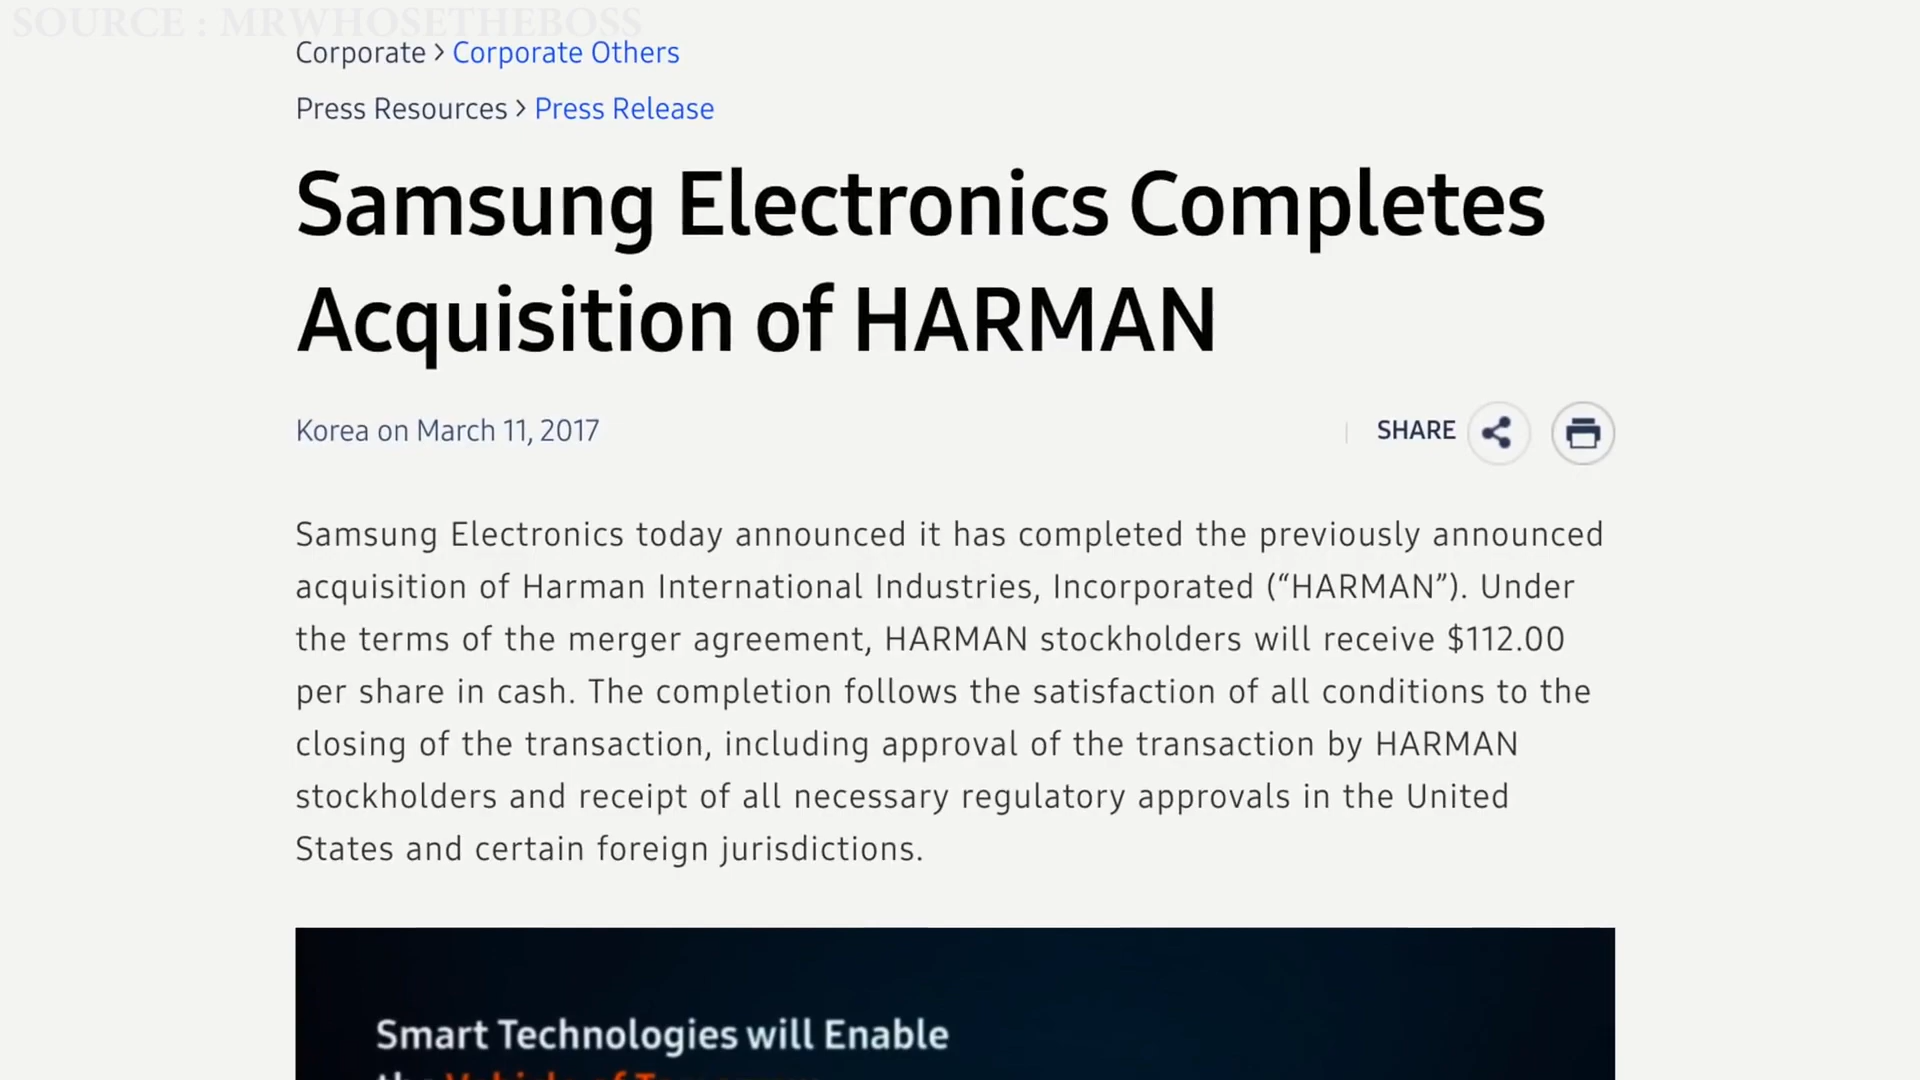 SOURCE : MRWHOSETHEBOSS
Corporate > Corporate Others
Press Resources > Press Release
Samsung Electronics Completes
Acquisition of HARMAN
Korea on March 11, 2017
SHARE
Samsung Electronics today announced it has completed the previously announced
acquisition of Harman International Industries, Incorporated (“HARMAN”). Under
the terms of the merger agreement, HARMAN stockholders will receive $112.00
per share in cash. The completion follows the satisfaction of all conditions to the
closing of the transaction, including approval of the transaction by HARMAN
stockholders and receipt of all necessary regulatory approvals in the United
States and certain foreign jurisdictions.
Smart Technologies will Enable